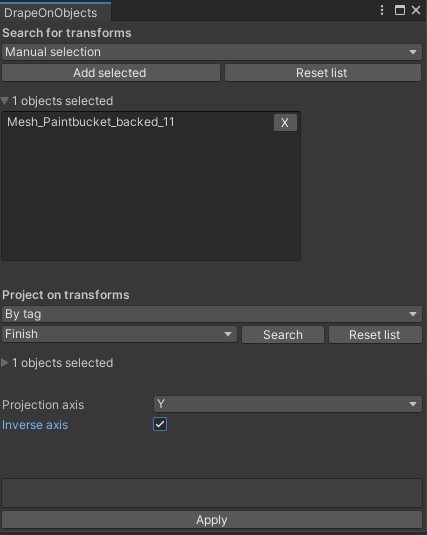 DrapeOnObjects
Search for transforms
Manual selection
Add selected Reset list
1 objects selected
Mesh_Paintbucket_backed_11 X
Project on transforms
By tag
Finish Search Reset list
1 objects selected
Projection axis Y
Inverse axis
Apply